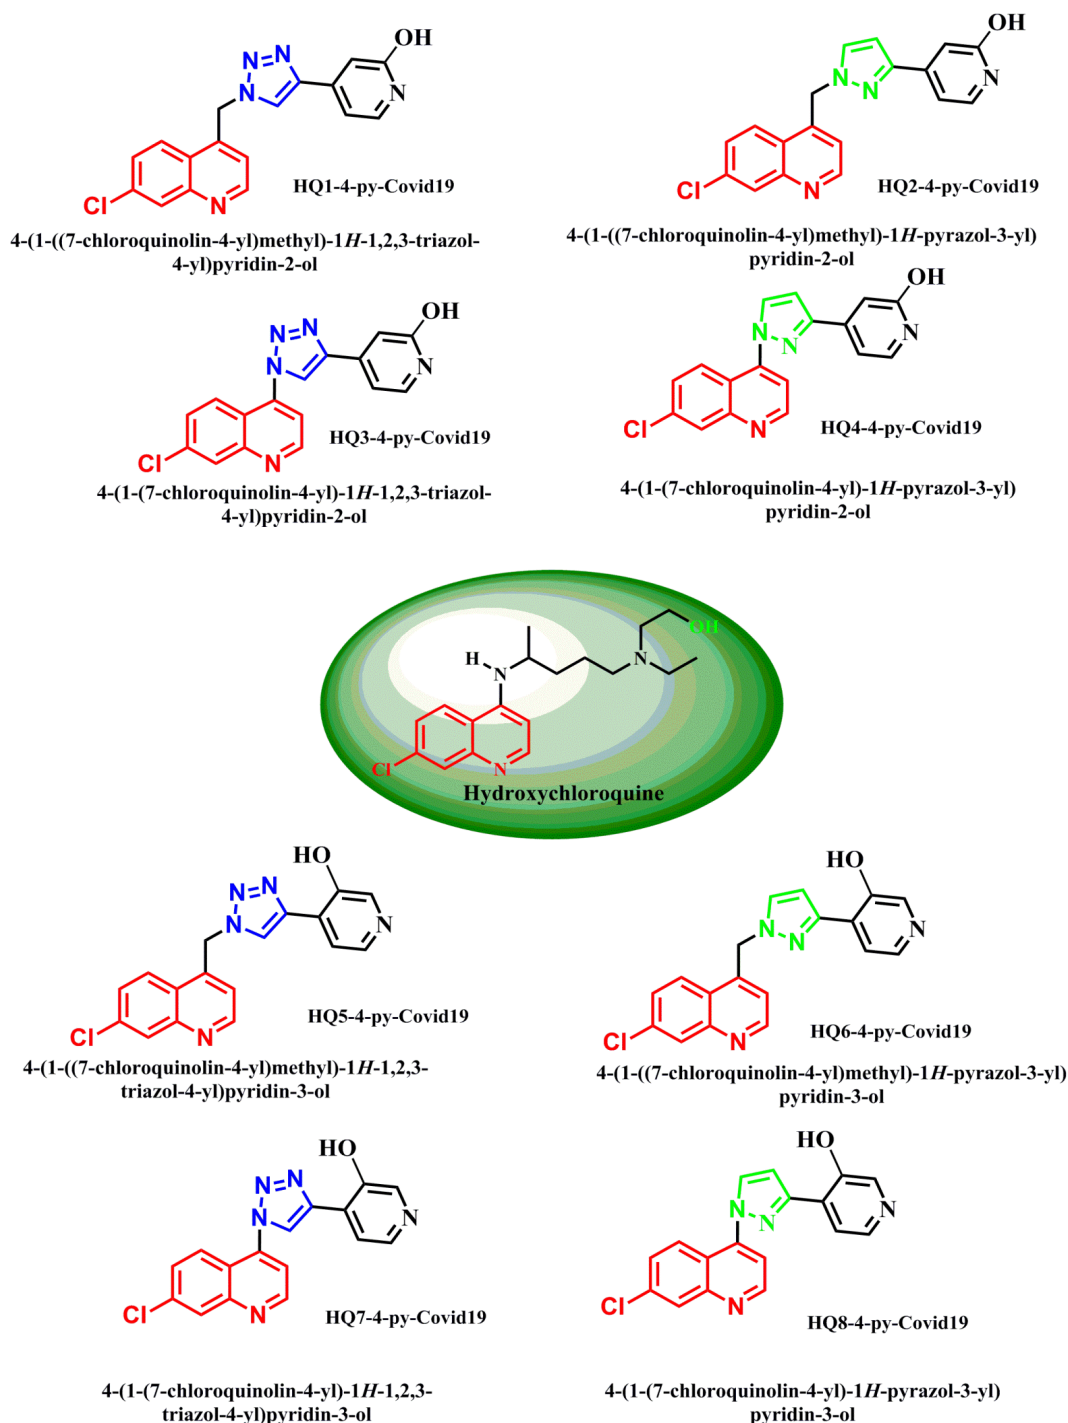 OH
N N
N
N
Cl
N
HQ1-4-py-Covid19
4-(1-((7-chloroquinolin-4-yl)methyl)-1H-1,2,3-triazol-
4-yl)pyridin-2-ol
OH
N
N
N
Cl
N
HQ2-4-py-Covid19
4-(1-((7-chloroquinolin-4-yl)methyl)-1H-pyrazol-3-yl)
pyridin-2-ol
OH
N N
N
N
Cl
N
HQ3-4-py-Covid19
4-(1-(7-chloroquinolin-4-yl)-1H-1,2,3-triazol-
4-yl)pyridin-2-ol
OH
N
N
N
Cl
N
HQ4-4-py-Covid19
4-(1-(7-chloroquinolin-4-yl)-1H-pyrazol-3-yl)
pyridin-2-ol
OH
H
N
N
Cl
N
Hydroxychloroquine
HO
N N
N
N
Cl
N
HQ5-4-py-Covid19
4-(1-((7-chloroquinolin-4-yl)methyl)-1H-1,2,3-
triazol-4-yl)pyridin-3-ol
HO
N
N
N
Cl
N
HQ6-4-py-Covid19
4-(1-((7-chloroquinolin-4-yl)methyl)-1H-pyrazol-3-yl)
pyridin-3-ol
HO
N N
N
N
Cl
N
HQ7-4-py-Covid19
4-(1-(7-chloroquinolin-4-yl)-1H-1,2,3-
triazol-4-yl)pyridin-3-ol
HO
N
N
N
Cl
N
HQ8-4-py-Covid19
4-(1-(7-chloroquinolin-4-yl)-1H-pyrazol-3-yl)
pyridin-3-ol